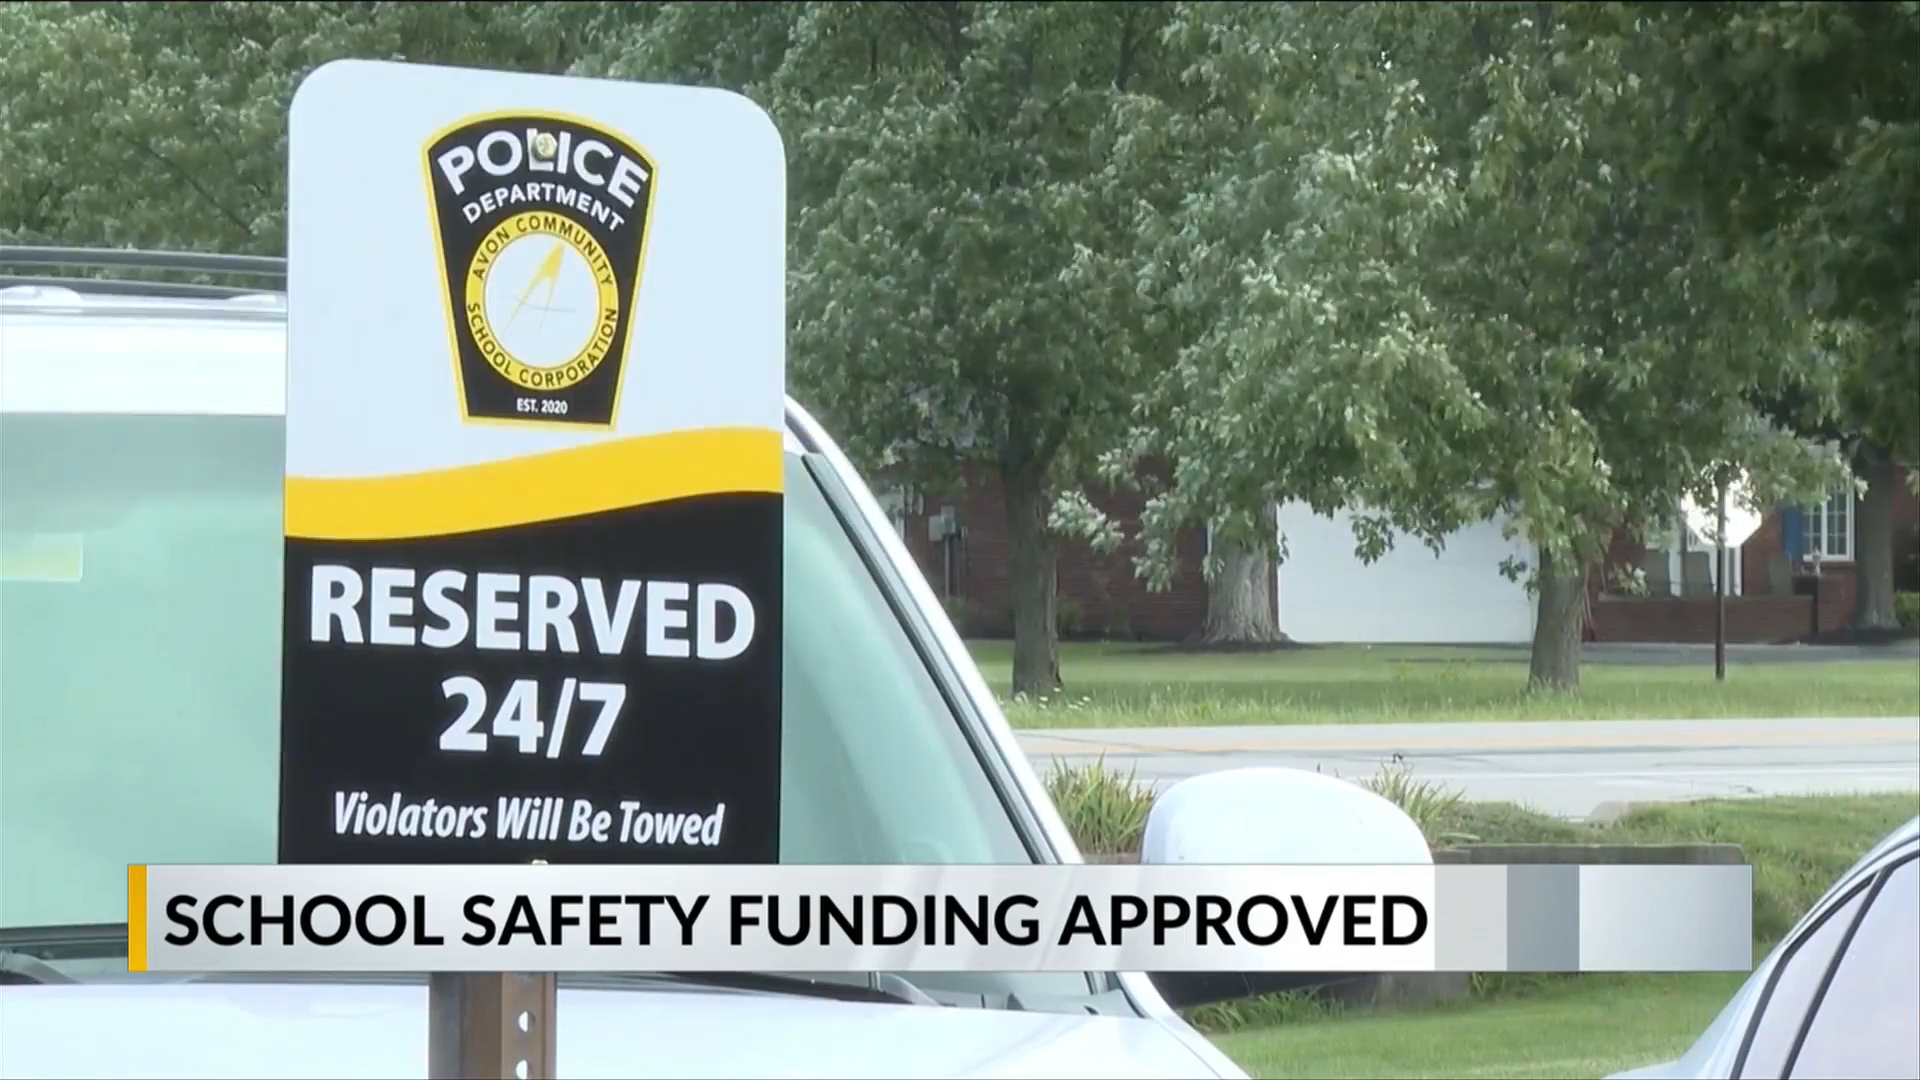 POLICE
DEPARTMENT
AVON COMMUNITY
SCHOOL CORPORATION
EST. 2020
RESERVED
24/7
Violators Will Be Towed
SCHOOL SAFETY FUNDING APPROVED